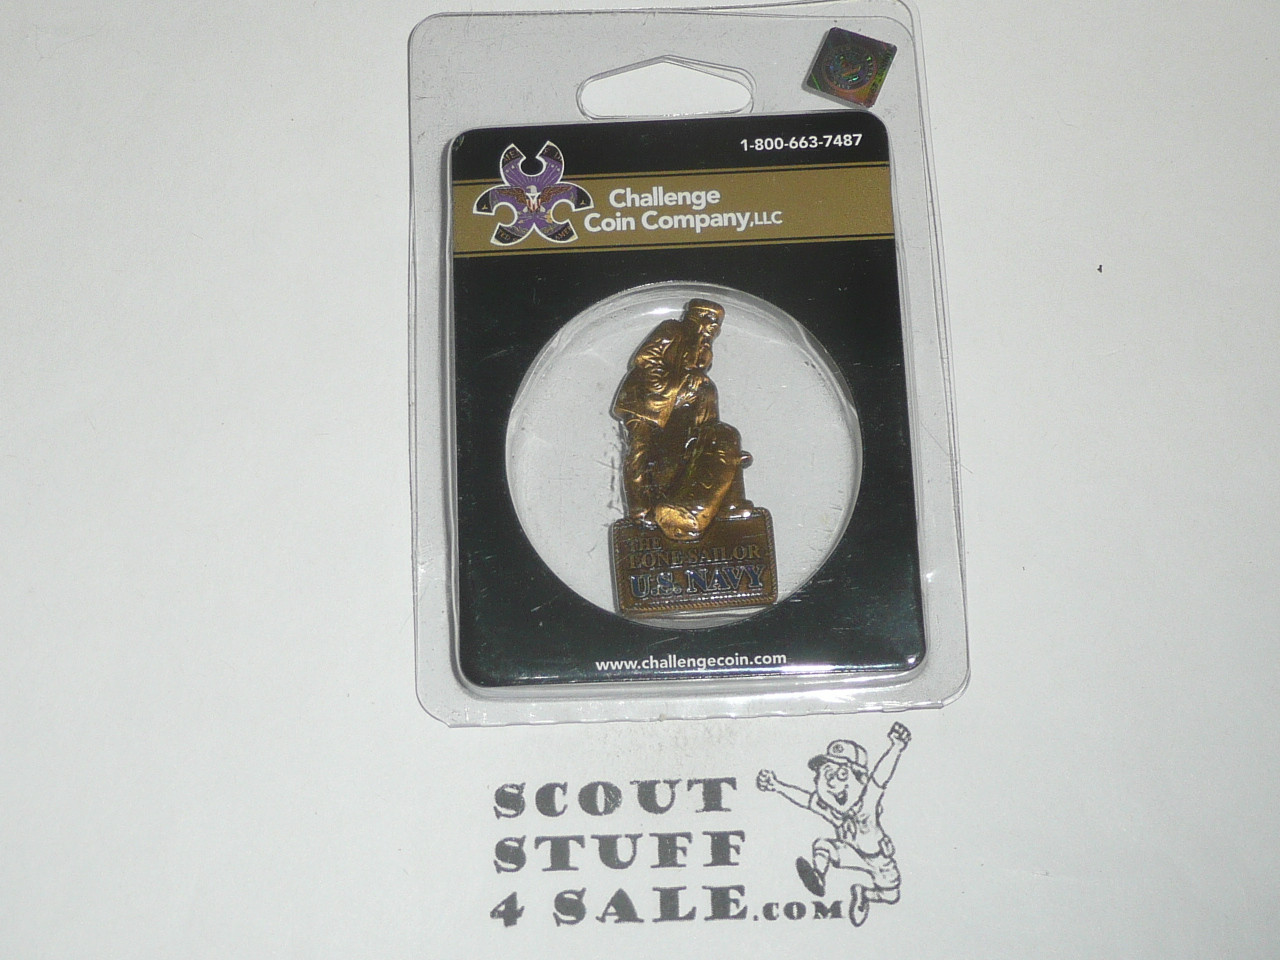 1-800-663-7487
Challenge
Coin Company,LLC
THE
LONE SAILOR
U.S. NAVY
www.challengecoin.com
SCOUT
STUFF
4 SALE.COM